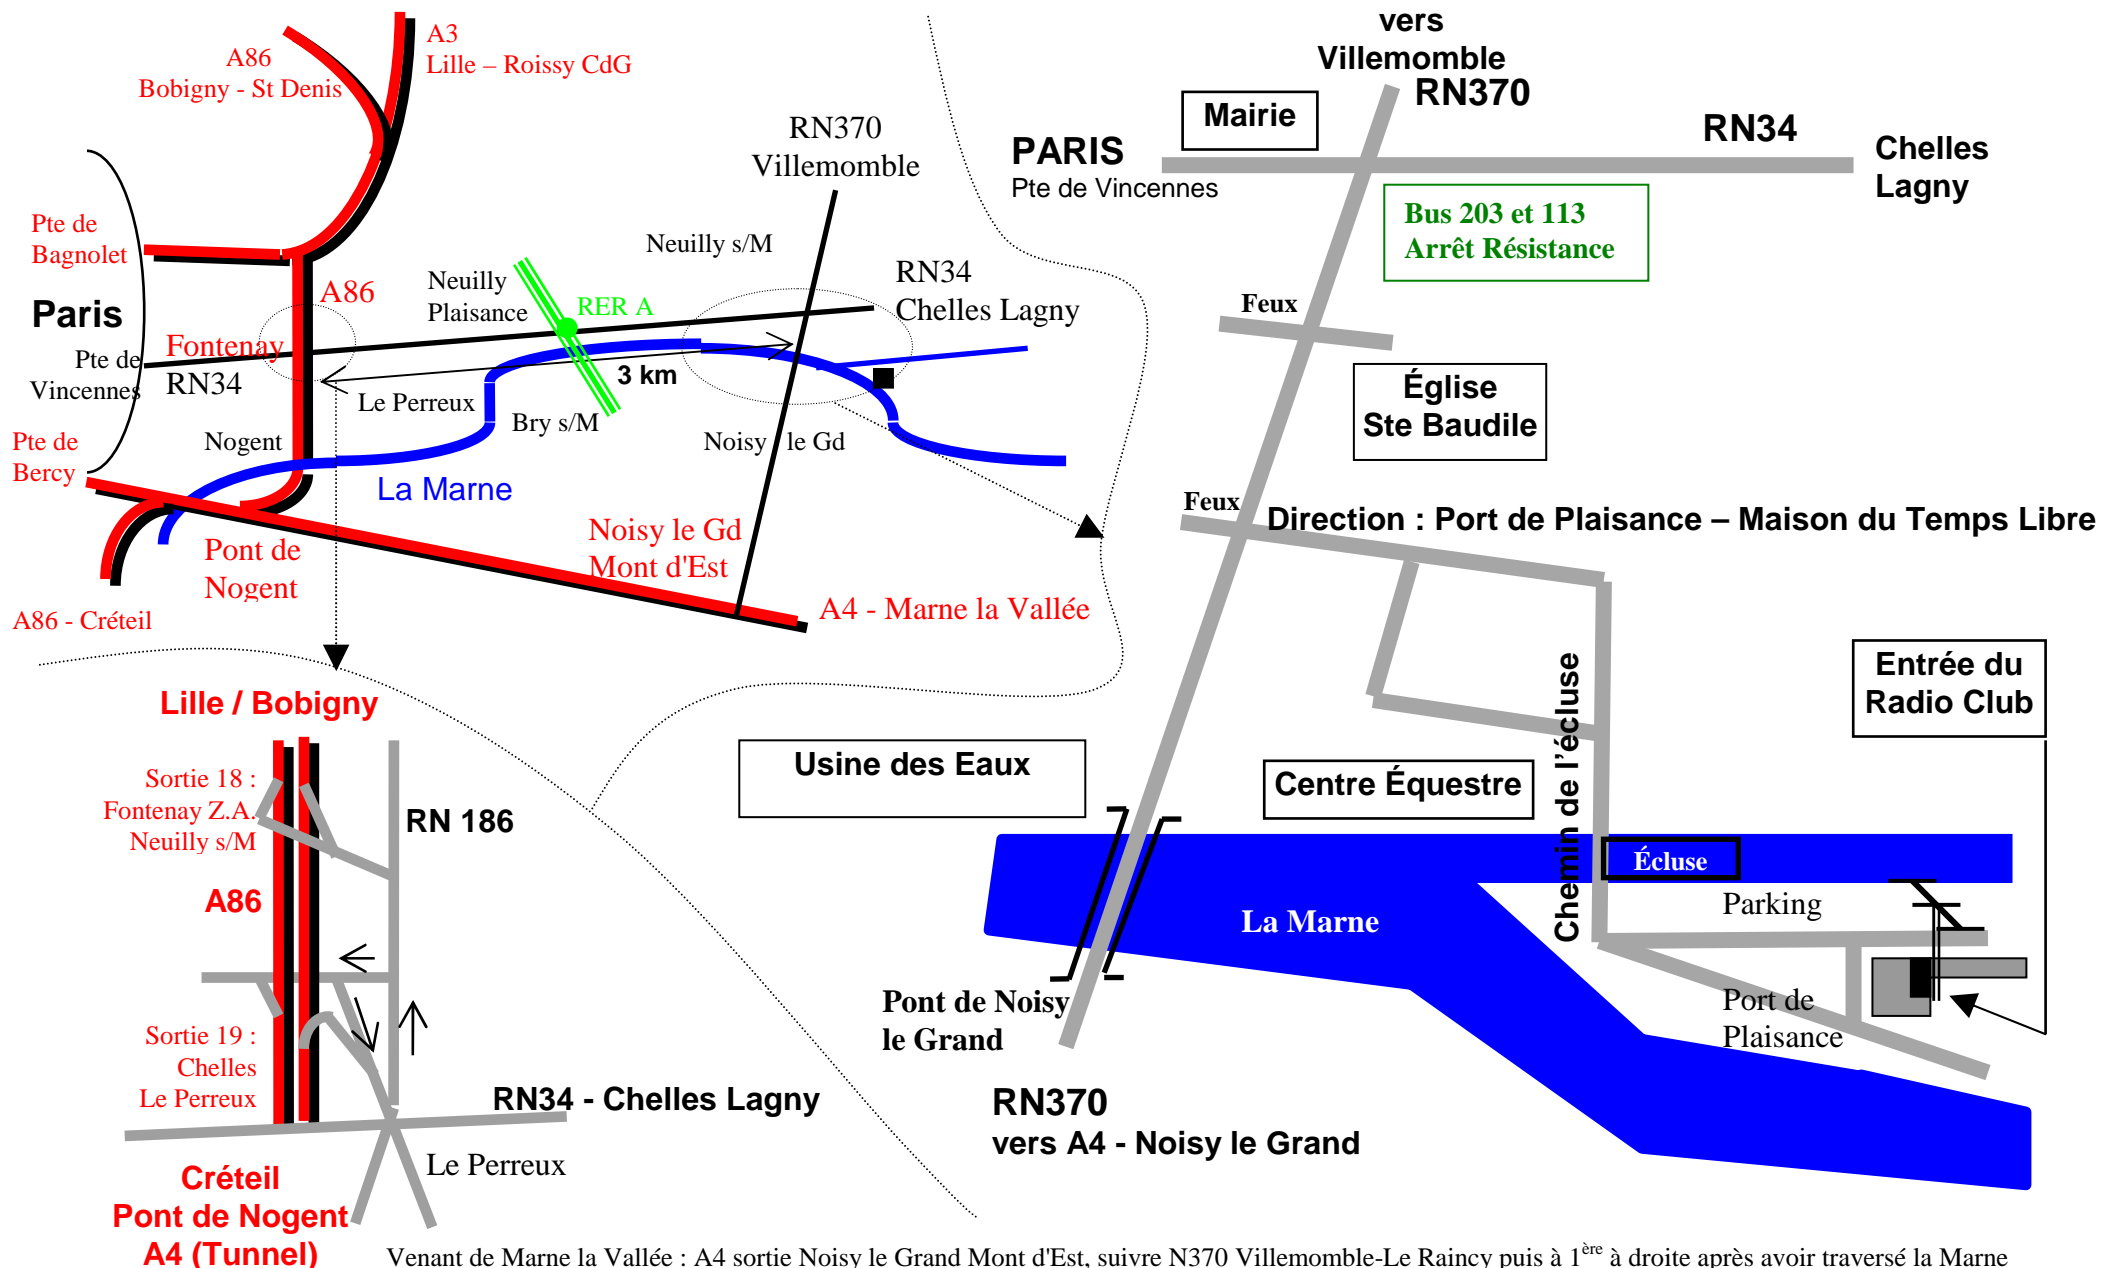 A86
Bobigny - St Denis
A3
Lille – Roissy CdG
RN370
Villemomble
Pte de
Bagnolet
Paris
A86
Neuilly
Plaisance
RER A
Neuilly s/M
RN34
Chelles Lagny
Fontenay
RN34
Pte de
Vincennes
3 km
Le Perreux
Bry s/M
Nogent
Noisy le Gd
Pte de
Bercy
La Marne
Noisy le Gd
Mont d'Est
Pont de
Nogent
A86 - Créteil
A4 - Marne la Vallée
vers
Villemomble
RN370
Mairie
RN34
PARIS
Pte de Vincennes
Chelles
Lagny
Bus 203 et 113
Arrêt Résistance
Feux
Église
Ste Baudile
Feux
Direction : Port de Plaisance – Maison du Temps Libre
Chemin de l'écluse
Entrée du
Radio Club
Usine des Eaux
Centre Équestre
Écluse
La Marne
Parking
Port de
Plaisance
Pont de Noisy
le Grand
RN370
vers A4 - Noisy le Grand
Lille / Bobigny
Sortie 18 :
Fontenay Z.A.
Neuilly s/M
RN 186
A86
Sortie 19 :
Chelles
Le Perreux
RN34 - Chelles Lagny
Le Perreux
Créteil
Pont de Nogent
A4 (Tunnel)
Venant de Marne la Vallée : A4 sortie Noisy le Grand Mont d'Est, suivre N370 Villemomble-Le Raincy puis à 1ère à droite après avoir traversé la Marne